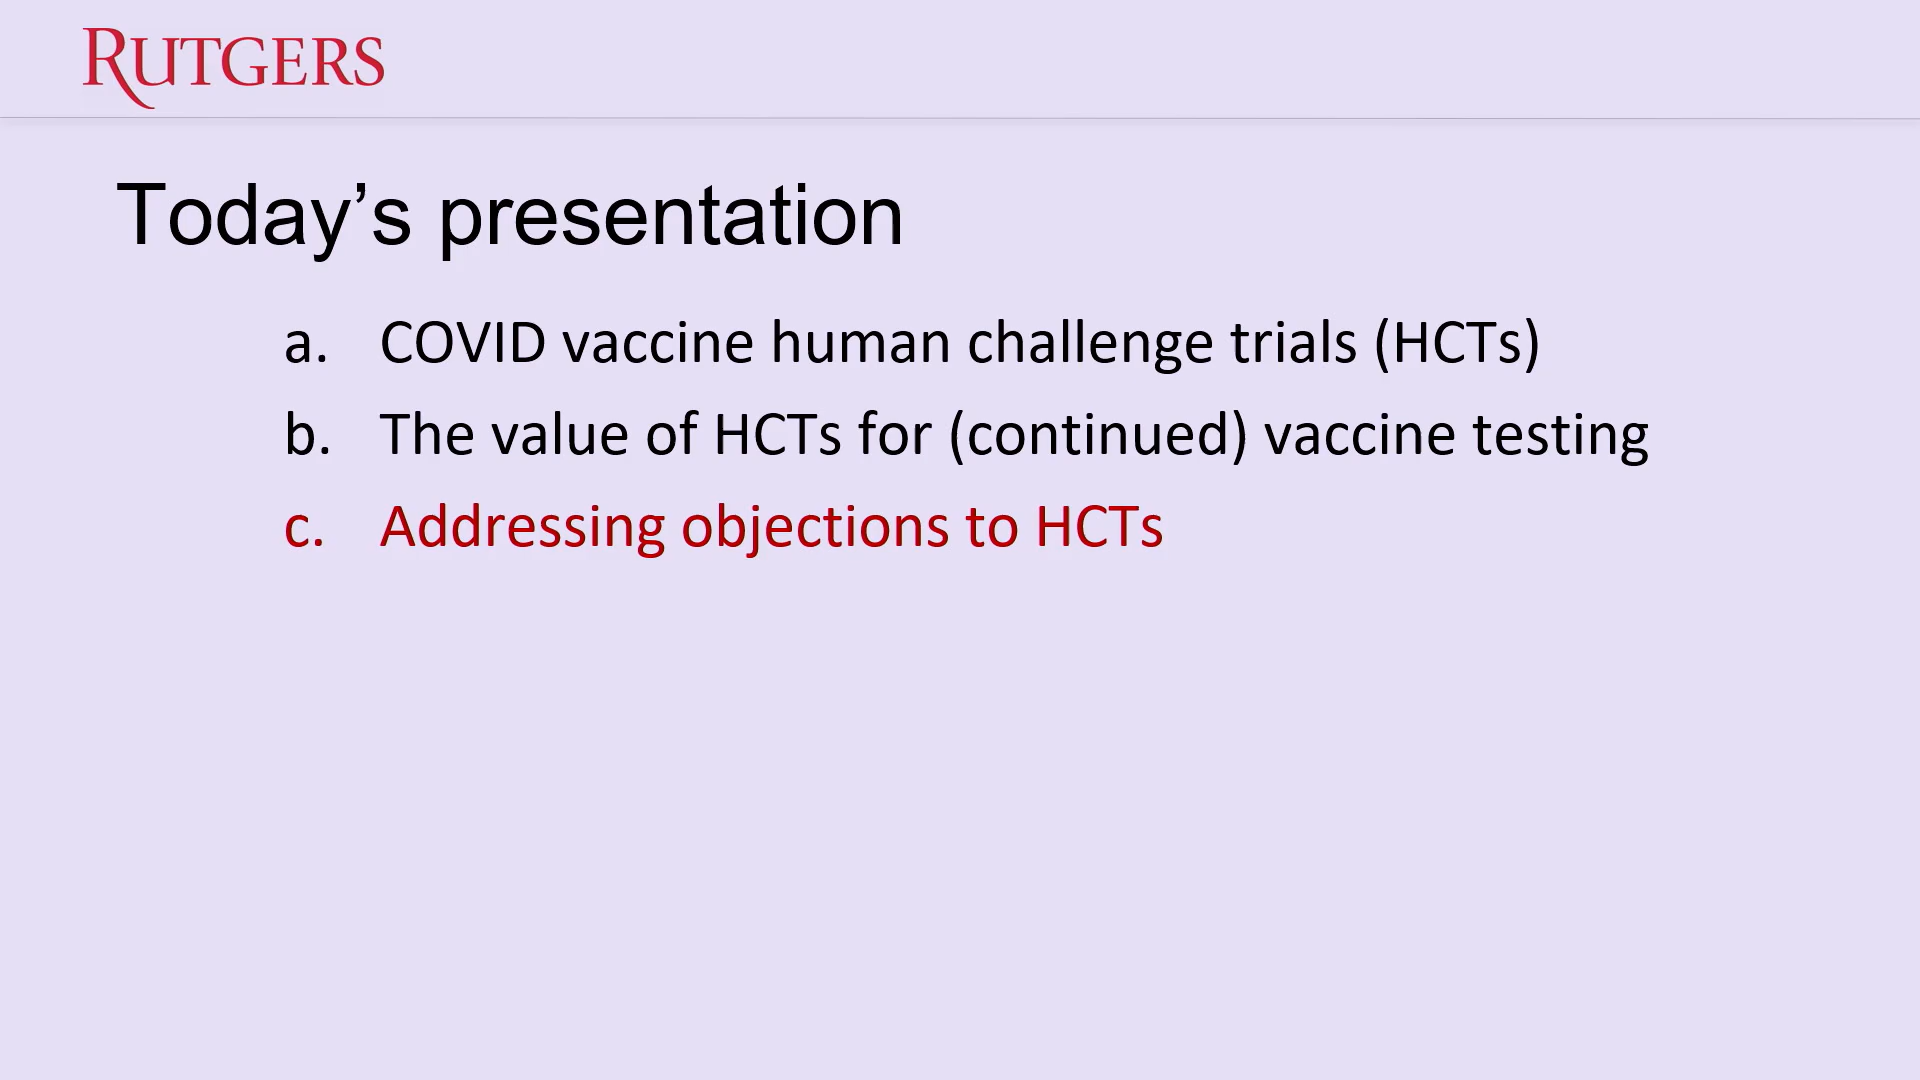 RUTGERS
Today’s presentation
a. COVID vaccine human challenge trials (HCTs)
b. The value of HCTs for (continued) vaccine testing
c. Addressing objections to HCTs